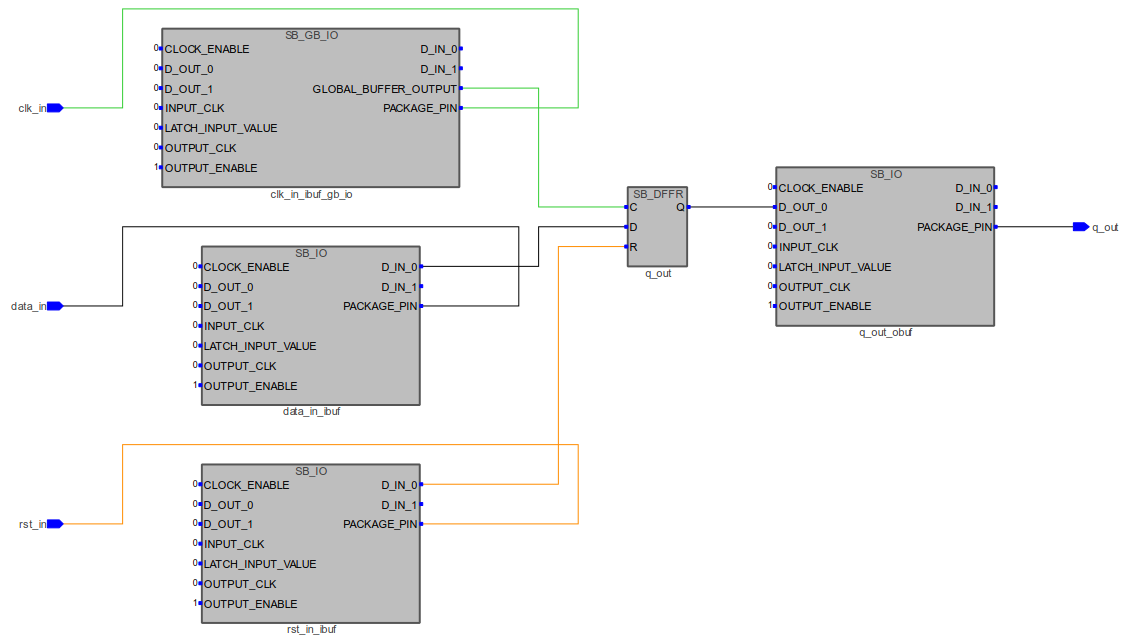 SB_GB_IO
0 CLOCK_ENABLE D_IN_0
0 D_OUT_0 D_IN_1
0 D_OUT_1 GLOBAL_BUFFER_OUTPUT
clk_in 0 INPUT_CLK PACKAGE_PIN
0 LATCH_INPUT_VALUE
0 OUTPUT_CLK
1 OUTPUT_ENABLE
clk_in_ibuf_gb_io
SB_IO
0 CLOCK_ENABLE D_IN_0
0 D_OUT_0 D_IN_1
data_in 0 D_OUT_1 PACKAGE_PIN
0 INPUT_CLK
0 LATCH_INPUT_VALUE
0 OUTPUT_CLK
1 OUTPUT_ENABLE
data_in_ibuf
SB_IO
0 CLOCK_ENABLE D_IN_0
0 D_OUT_0 D_IN_1
rst_in 0 D_OUT_1 PACKAGE_PIN
0 INPUT_CLK
0 LATCH_INPUT_VALUE
0 OUTPUT_CLK
1 OUTPUT_ENABLE
rst_in_ibuf
SB_DFFR
C Q
D
R
q_out
SB_IO
0 CLOCK_ENABLE D_IN_0
D_OUT_0 D_IN_1
0 D_OUT_1 PACKAGE_PIN q_out
0 INPUT_CLK
0 LATCH_INPUT_VALUE
0 OUTPUT_CLK
1 OUTPUT_ENABLE
q_out_obuf